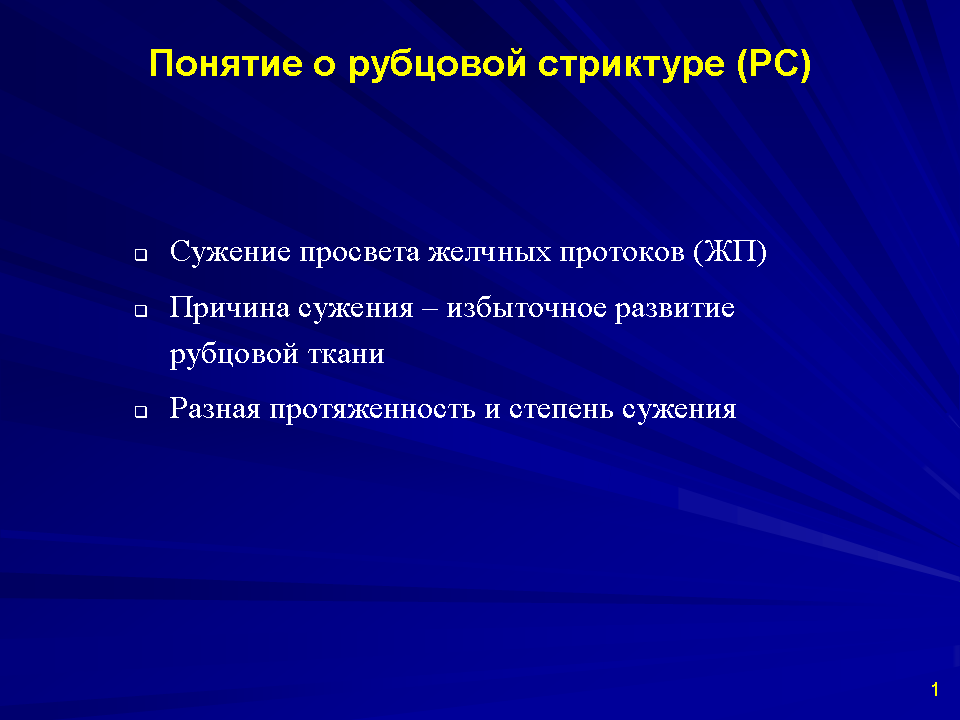 Понятие о рубцовой стриктуре (РС)
Сужение просвета желчных протоков (ЖП)
Причина сужения – избыточное развитие
рубцовой ткани
Разная протяженность и степень сужения
1